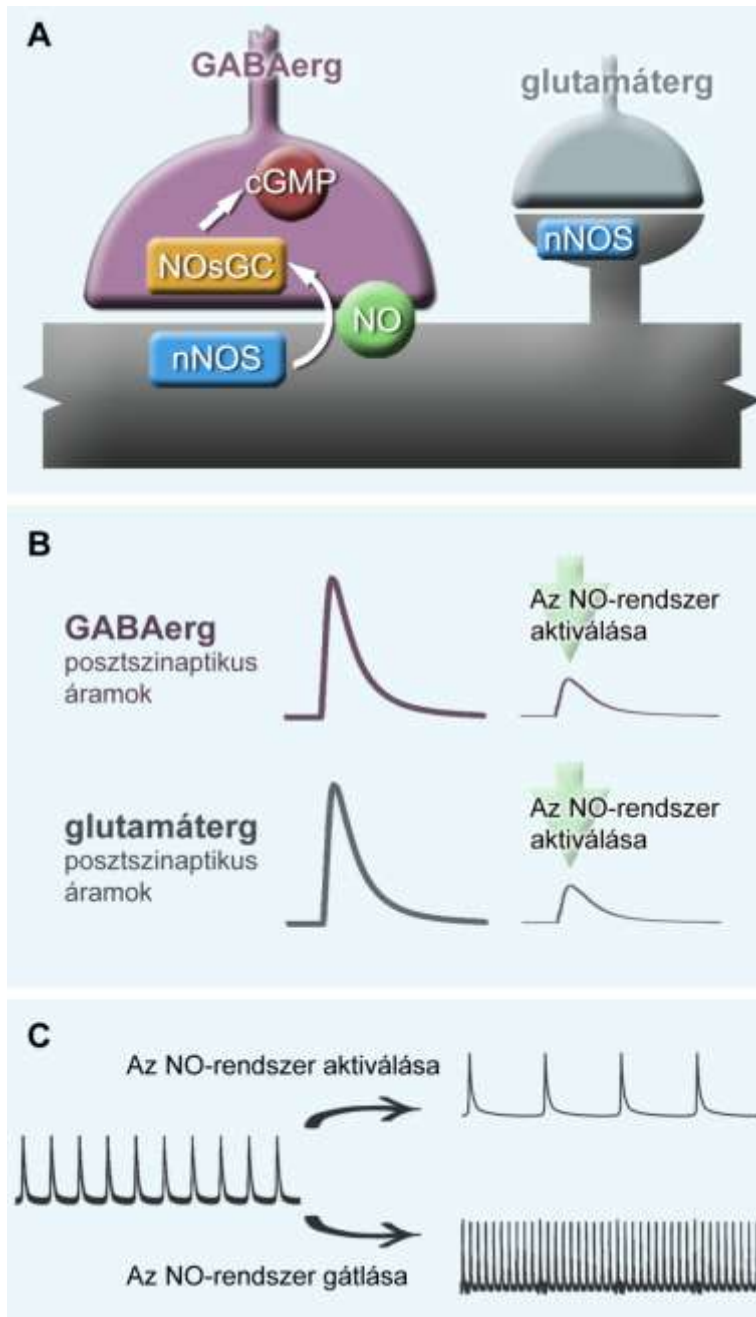 A
GABAerg
glutamáterg
cGMP
nNOS
NOsGC
NO
nNOS
B
GABAerg
posztszinaptikus
áramok
Az NO-rendszer
aktiválása
glutamáterg
posztszinaptikus
áramok
Az NO-rendszer
aktiválása
C
Az NO-rendszer aktiválása
Az NO-rendszer gátlása